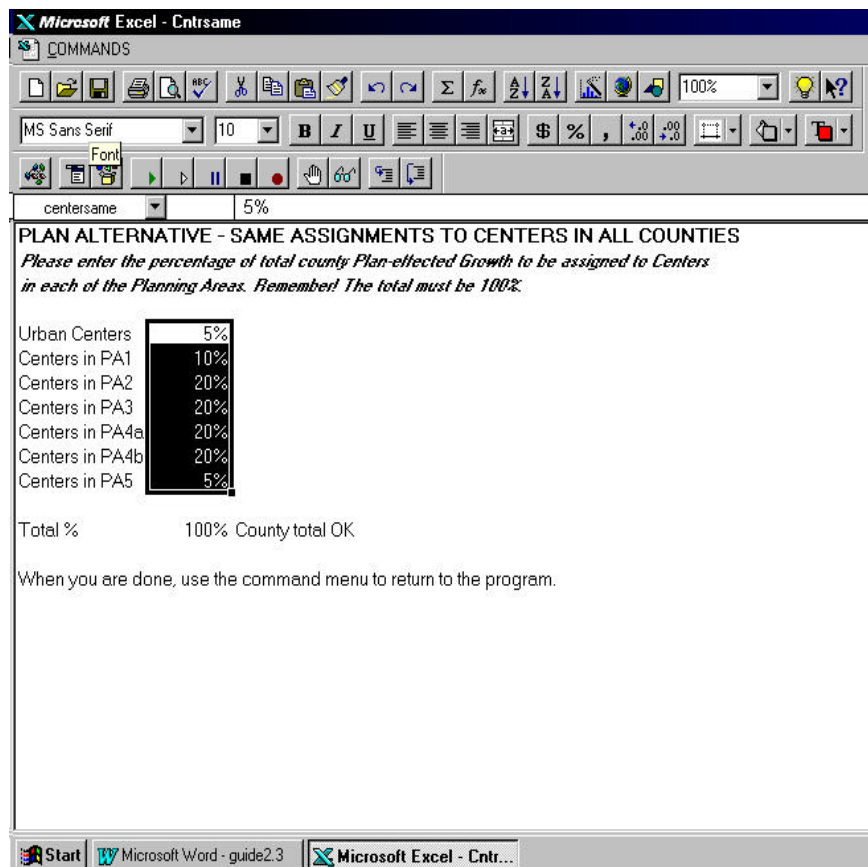 Microsoft Excel - Cntrsame
COMMANDS
ABC A Z Z A 100% ?
MS Sans Serif 10 B I U a $ % , .0 .00 .00 .0 T
Font
centersame 5%
PLAN ALTERNATIVE - SAME ASSIGNMENTS TO CENTERS IN ALL COUNTIES
Please enter the percentage of total county Plan-effected Growth to be assigned to Centers
in each of the Planning Areas. Remember! The total must be 100%.
Urban Centers 5%
Centers in PA1 10%
Centers in PA2 20%
Centers in PA3 20%
Centers in PA4a 20%
Centers in PA4b 20%
Centers in PA5 5%
Total % 100% County total OK
When you are done, use the command menu to return to the program.
Start Microsoft Word - guide2.3 Microsoft Excel - Cntr...